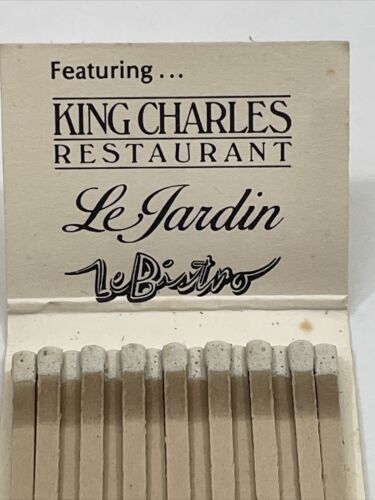 Featuring...
KING CHARLES
RESTAURANT
Le Jardin
Le Bistro